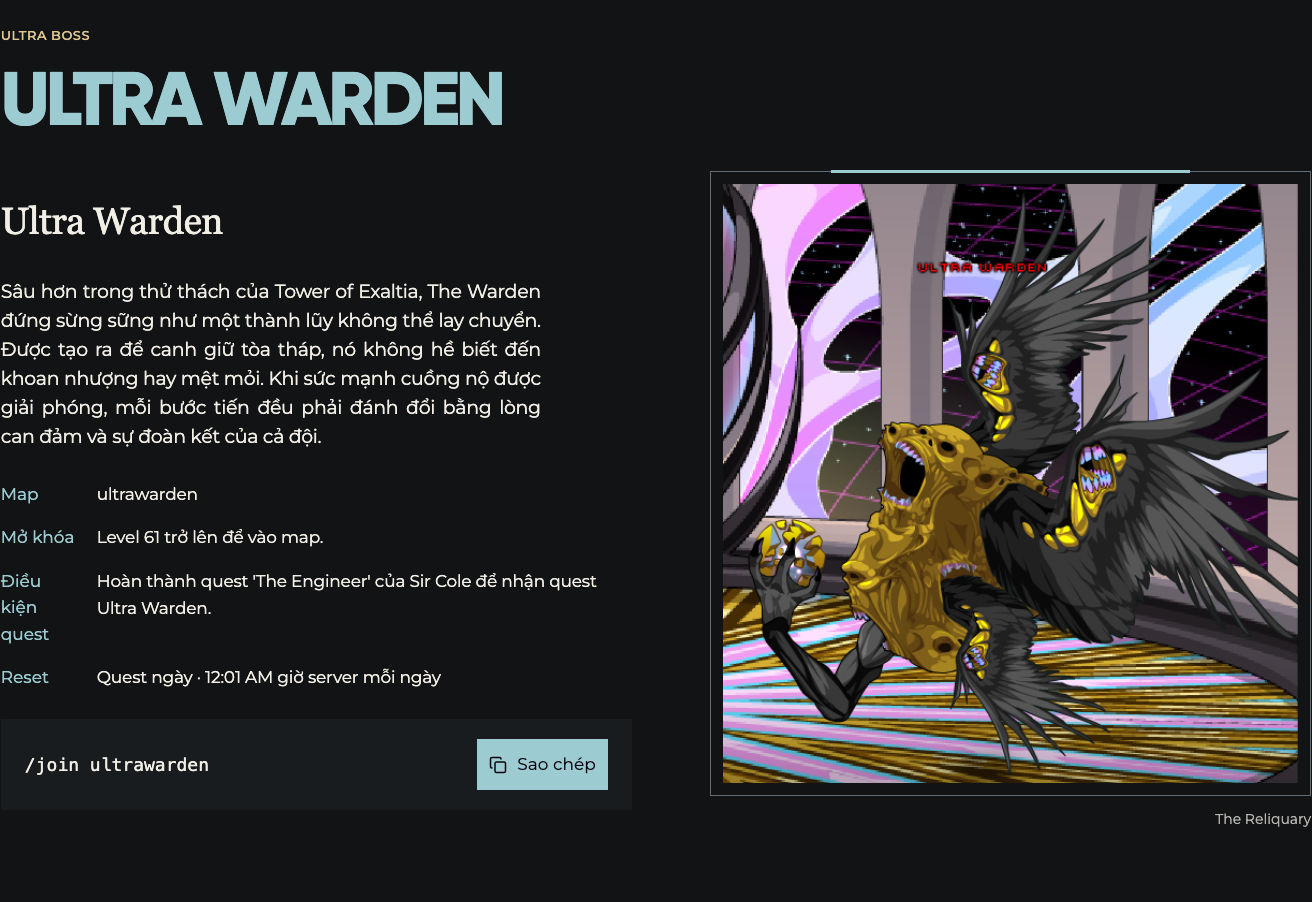 ULTRA BOSS
ULTRA WARDEN
Ultra Warden
Sâu hơn trong thử thách của Tower of Exaltia, The Warden
đứng sừng sững như một thành lũy không thể lay chuyển.
Được tạo ra để canh giữ tòa tháp, nó không hề biết đến
khoan nhượng hay mệt mỏi. Khi sức mạnh cuồng nộ được
giải phóng, mỗi bước tiến đều phải đánh đổi bằng lòng
can đảm và sự đoàn kết của cả đội.
Map ultrawarden
Mở khóa Level 61 trở lên để vào map.
Điều kiện quest Hoàn thành quest 'The Engineer' của Sir Cole để nhận quest
Ultra Warden.
Reset Quest ngày · 12:01 AM giờ server mỗi ngày
/join ultrawarden
Sao chép
ULTRA WARDEN
The Reliquary